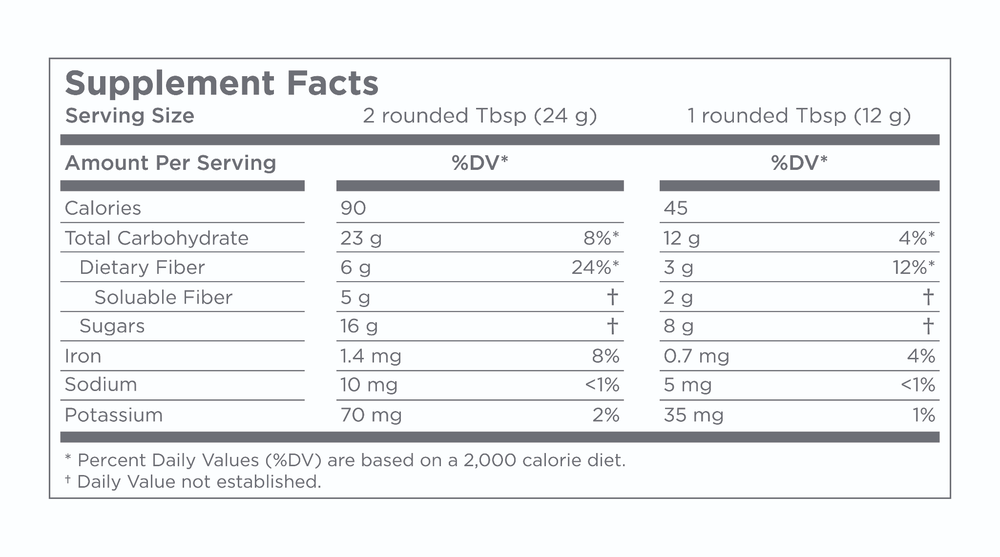 Supplement Facts
Serving Size 2 rounded Tbsp (24 g) 1 rounded Tbsp (12 g)
Amount Per Serving %DV* %DV*
Calories 90 45
Total Carbohydrate 23 g 8%* 12 g 4%*
Dietary Fiber 6 g 24%* 3 g 12%*
Soluable Fiber 5 g † 2 g †
Sugars 16 g † 8 g †
Iron 1.4 mg 8% 0.7 mg 4%
Sodium 10 mg <1% 5 mg <1%
Potassium 70 mg 2% 35 mg 1%
* Percent Daily Values (%DV) are based on a 2,000 calorie diet.
† Daily Value not established.